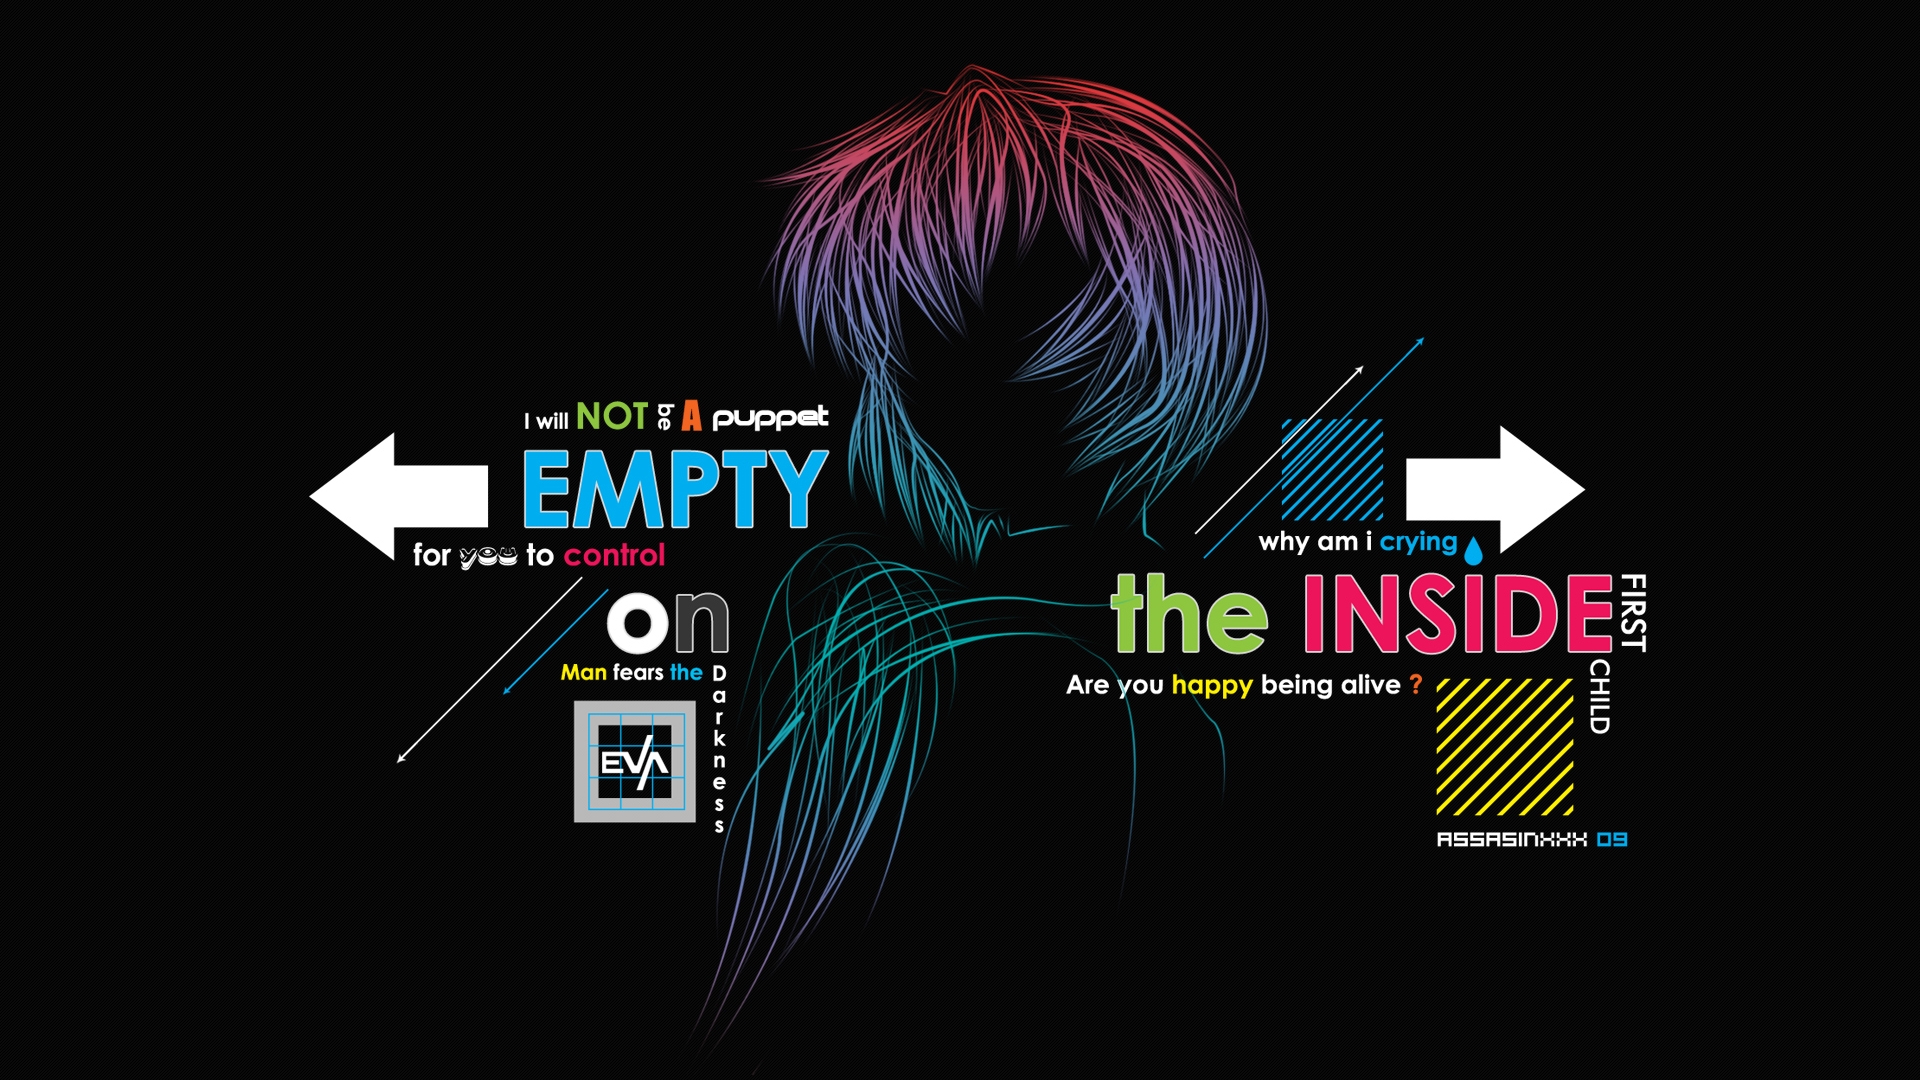 I will NOT be A puppet
EMPTY
for you to control
on
Man fears the Darkness
EVA
why am i crying
the INSIDE
FIRST
CHILD
Are you happy being alive ?
ASSASINXXX 09